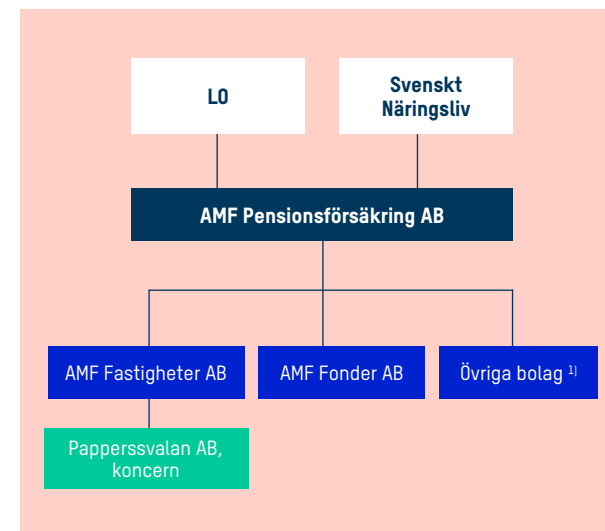 LO
Svenskt
Näringsliv
AMF Pensionsförsäkring AB
AMF Fastigheter AB
AMF Fonder AB
Övriga bolag 1)
Papperssvalan AB,
koncern